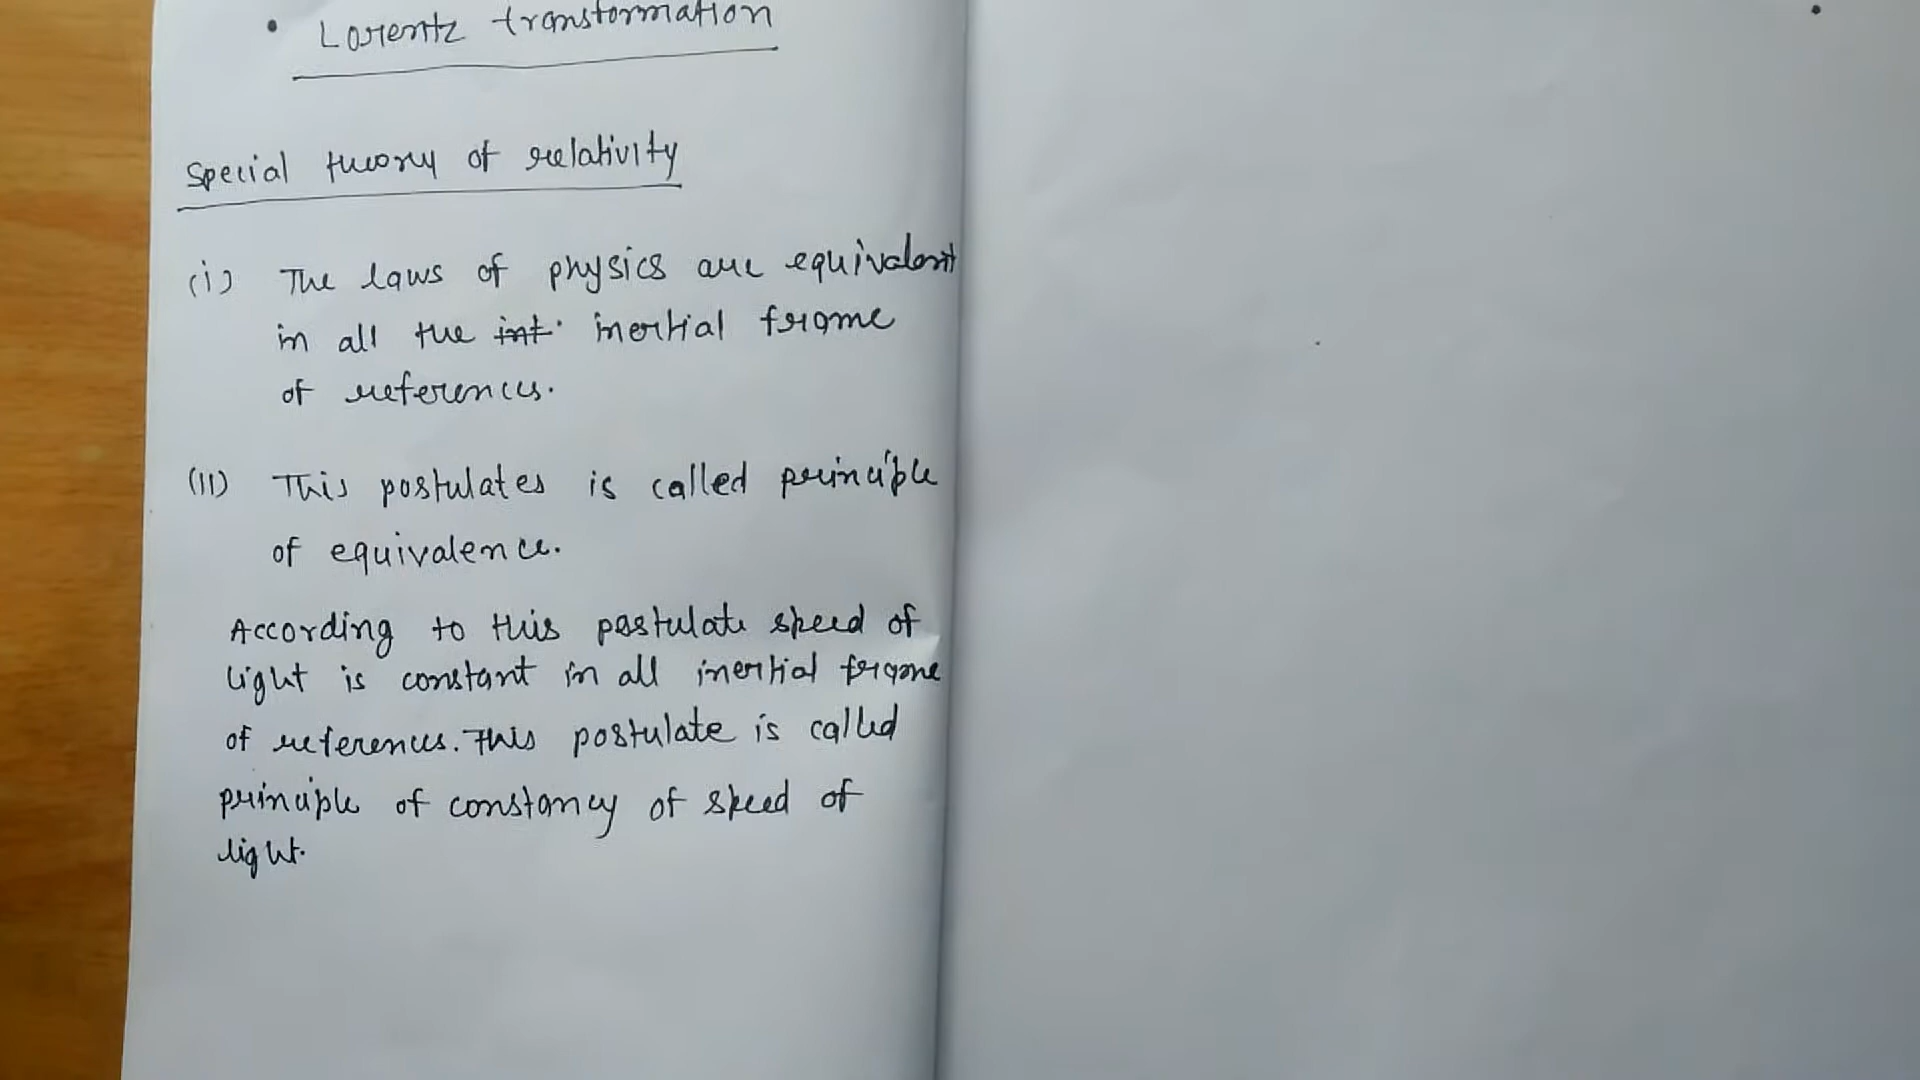 • Lorentz transformation
Special theory of relativity
(i) The laws of physics are equivalent
in all the int. inertial frame
of references.
(II) This postulates is called principle
of equivalence.
According to this postulate speed of
light is constant in all inertial frame
of references. This postulate is called
principle of constancy of speed of
light.